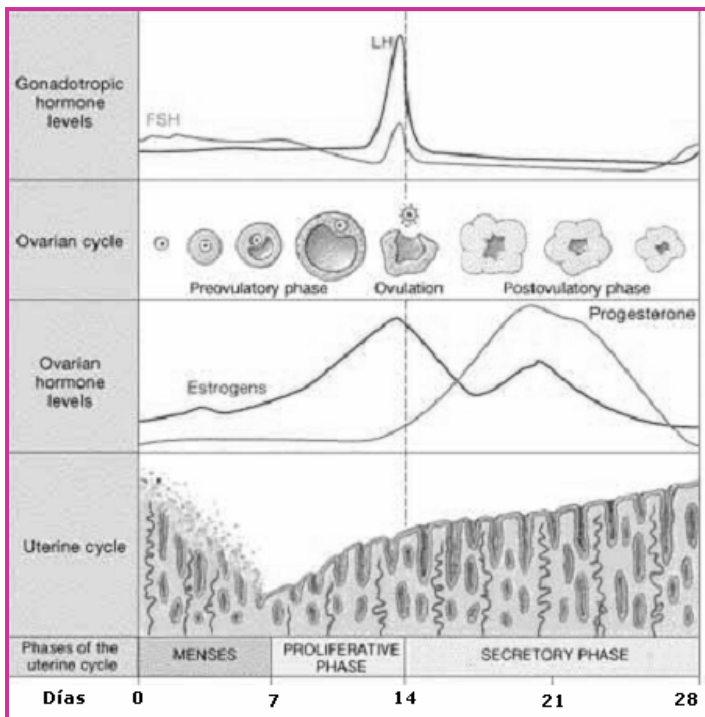 Gonadotropic
hormone
levels
LH
FSH
Ovarian cycle
Preovulatory phase Ovulation Postovulatory phase
Ovarian
hormone
levels
Progesterone
Estrogens
Uterine cycle
Phases of the
uterine cycle
MENSES
PROLIFERATIVE
PHASE
SECRETORY PHASE
Días 0 7 14 21 28